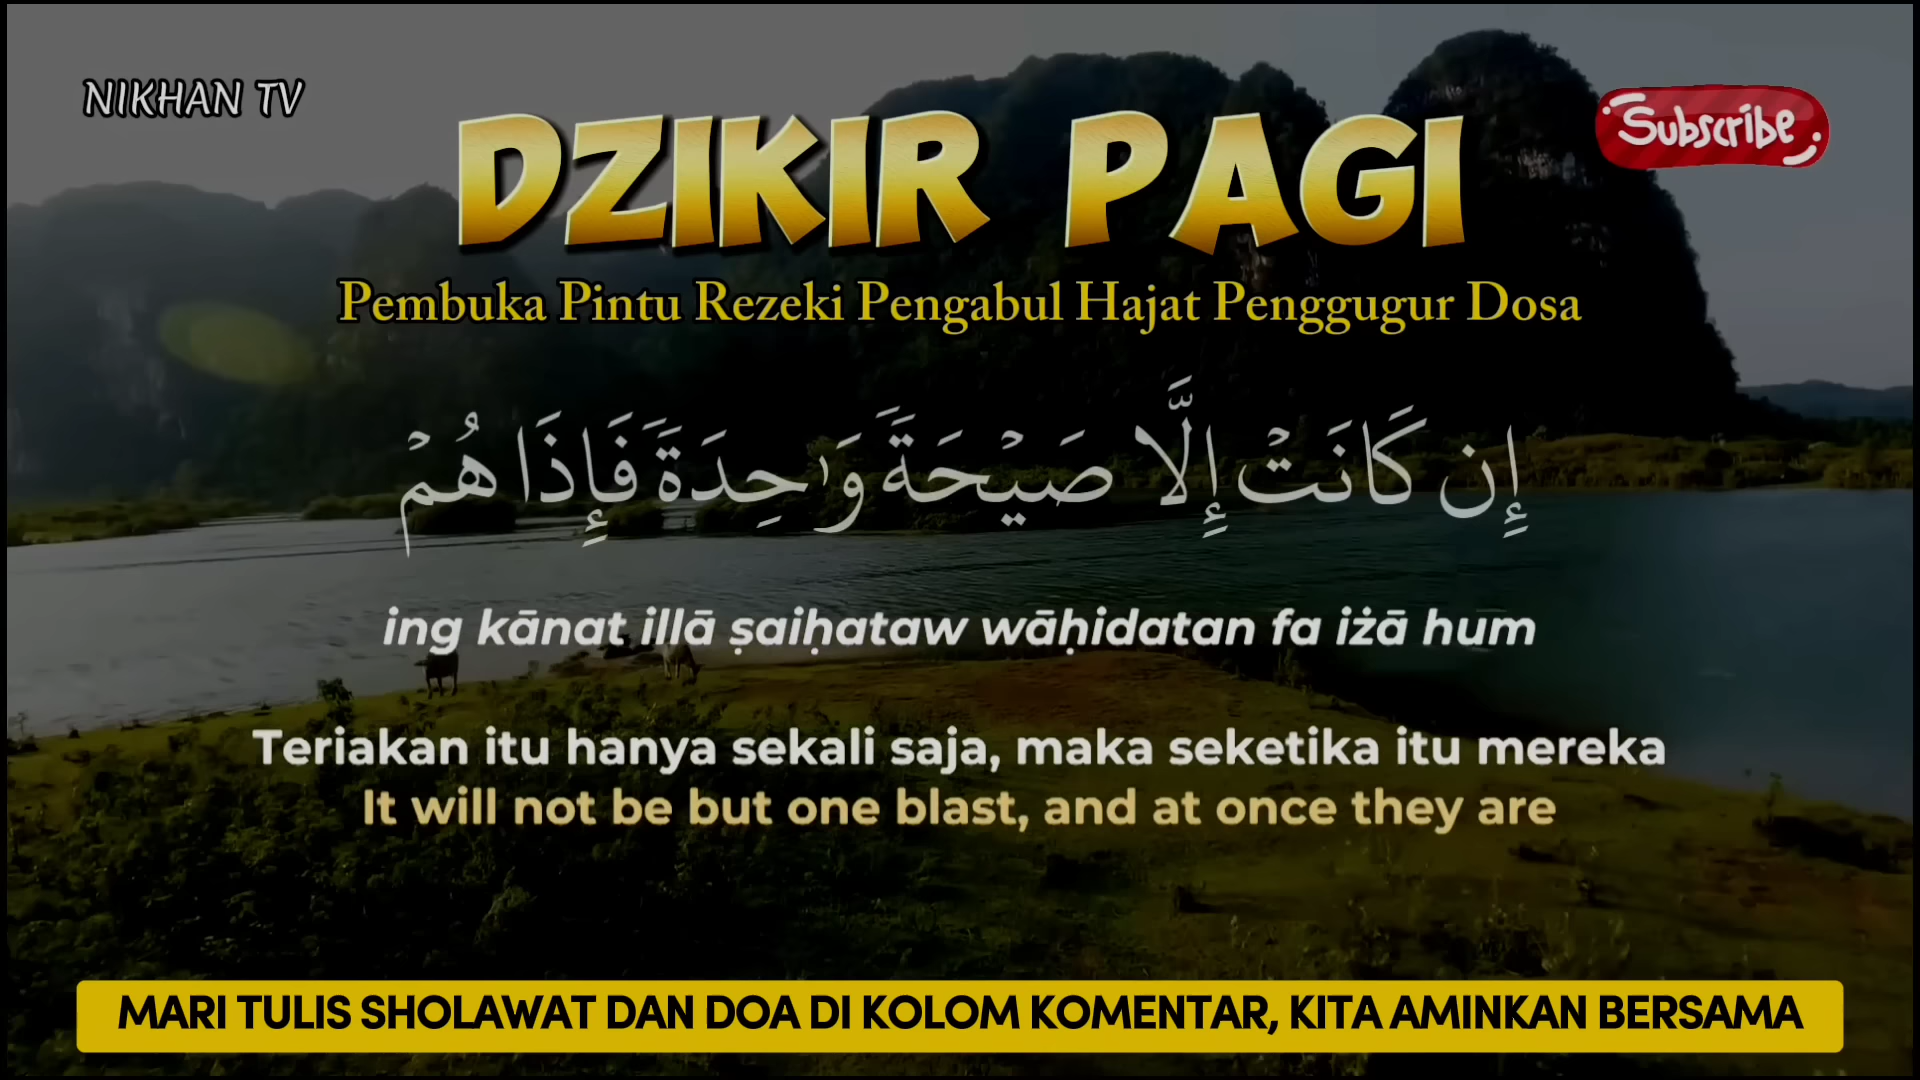 NIKHAN TV
Subscribe
DZIKIR PAGI
Pembuka Pintu Rezeki Pengabul Hajat Penggugur Dosa
إِن كَانَتْ إِلَّا صَيْحَةً وَٰحِدَةً فَإِذَا هُمْ
ing kānat illā ṣaiḥataw wāḥidatan fa iżā hum
Teriakan itu hanya sekali saja, maka seketika itu mereka
It will not be but one blast, and at once they are
MARI TULIS SHOLAWAT DAN DOA DI KOLOM KOMENTAR, KITA AMINKAN BERSAMA